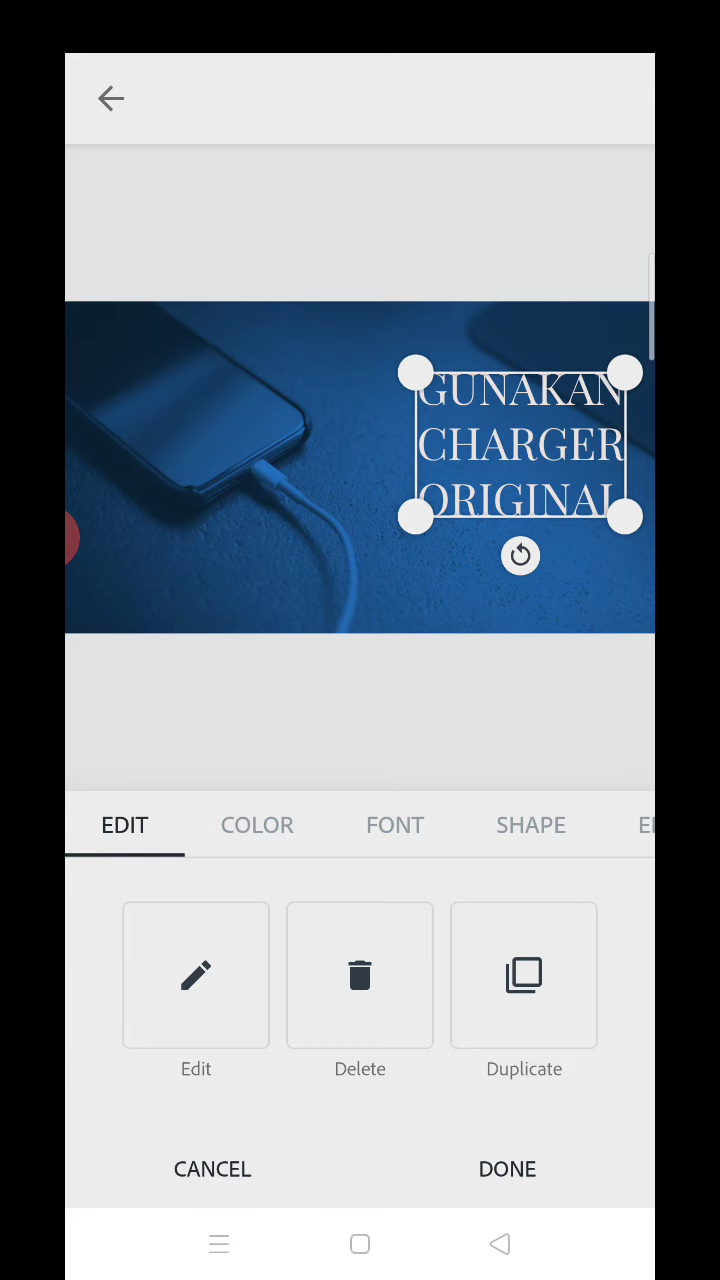 GUNAKAN
CHARGER
ORIGINAL
EDIT COLOR FONT SHAPE
Edit Delete Duplicate
CANCEL DONE